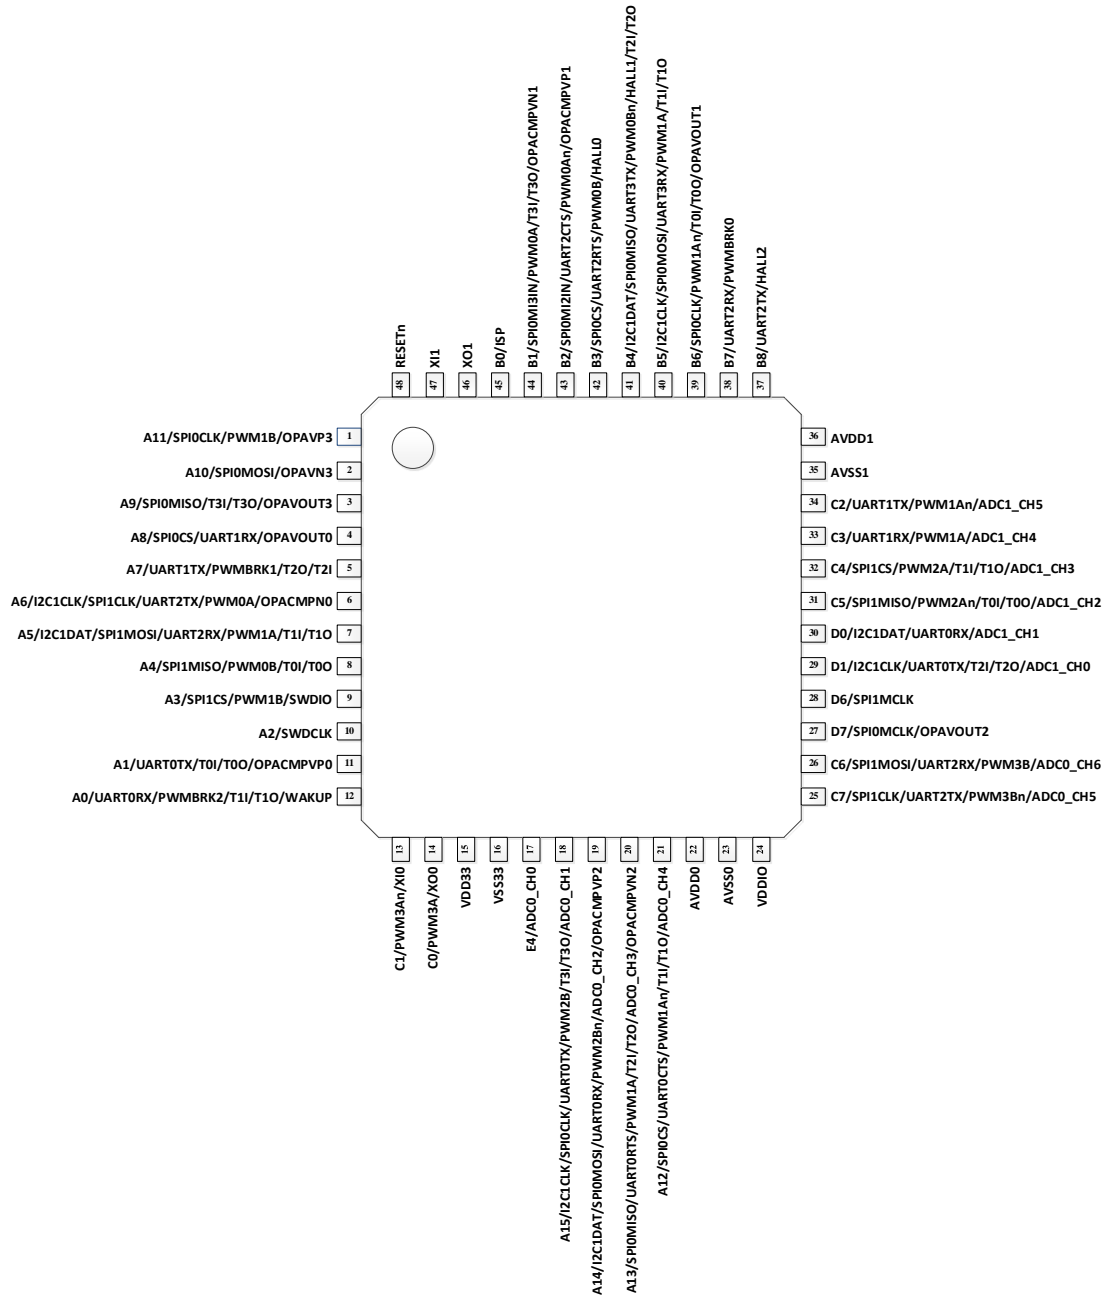 B1/SPI0MI3IN/PWM0A/T3I/T3O/OPACMPVN1
B2/SPI0MI2IN/UART2CTS/PWM0An/OPACMPVP1
B3/SPI0CS/UART2RTS/PWM0B/HALL0
B4/I2C1DAT/SPI0MISO/UART3TX/PWM0Bn/HALL1/T2I/T2O
B5/I2C1CLK/SPI0MOSI/UART3RX/PWM1A/T1I/T1O
B6/SPI0CLK/PWM1An/T0I/T0O/OPAVOUT1
B7/UART2RX/PWMBRK0
B8/UART2TX/HALL2
RESETn
XI1
XO1
B0/ISP
48
47
46
45
44
43
42
41
40
39
38
37
A11/SPI0CLK/PWM1B/OPAVP3 1
A10/SPI0MOSI/OPAVN3 2
A9/SPI0MISO/T3I/T3O/OPAVOUT3 3
A8/SPI0CS/UART1RX/OPAVOUT0 4
A7/UART1TX/PWMBRK1/T2O/T2I 5
A6/I2C1CLK/SPI1CLK/UART2TX/PWM0A/OPACMPN0 6
A5/I2C1DAT/SPI1MOSI/UART2RX/PWM1A/T1I/T1O 7
A4/SPI1MISO/PWM0B/T0I/T0O 8
A3/SPI1CS/PWM1B/SWDIO 9
A2/SWDCLK 10
A1/UART0TX/T0I/T0O/OPACMPVP0 11
A0/UART0RX/PWMBRK2/T1I/T1O/WAKUP 12
36 AVDD1
35 AVSS1
34 C2/UART1TX/PWM1An/ADC1_CH5
33 C3/UART1RX/PWM1A/ADC1_CH4
32 C4/SPI1CS/PWM2A/T1I/T1O/ADC1_CH3
31 C5/SPI1MISO/PWM2An/T0I/T0O/ADC1_CH2
30 D0/I2C1DAT/UART0RX/ADC1_CH1
29 D1/I2C1CLK/UART0TX/T2I/T2O/ADC1_CH0
28 D6/SPI1MCLK
27 D7/SPI0MCLK/OPAVOUT2
26 C6/SPI1MOSI/UART2RX/PWM3B/ADC0_CH6
25 C7/SPI1CLK/UART2TX/PWM3Bn/ADC0_CH5
13
14
15
16
17
18
19
20
21
22
23
24
C1/PWM3An/XI0
C0/PWM3A/XO0
VDD33
VSS33
E4/ADC0_CH0
A15/I2C1CLK/SPI0CLK/UART0TX/PWM2B/T3I/T3O/ADC0_CH1
A14/I2C1DAT/SPI0MOSI/UART0RX/PWM2Bn/ADC0_CH2/OPACMPVP2
A13/SPI0MISO/UART0RTS/PWM1A/T2I/T2O/ADC0_CH3/OPACMPVN2
A12/SPI0CS/UART0CTS/PWM1An/T1I/T1O/ADC0_CH4
AVDD0
AVSS0
VDDIO